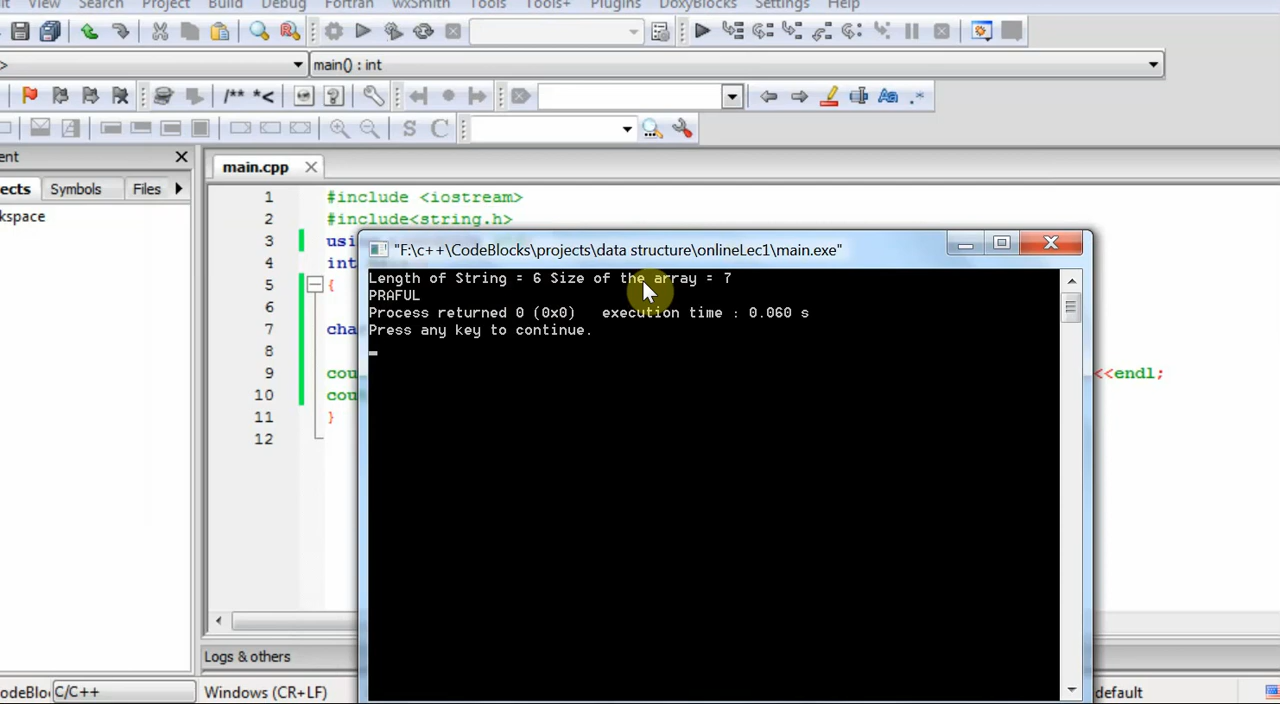 View Search Project Build Debug Fortran wxSmith Tools Tools+ Plugins DoxyBlocks Settings Help
> main() : int
/** *<
Aa .*
S C
ent
main.cpp
ects Symbols Files
kspace
1 #include <iostream>
2 #include<string.h>
3 usi
4 int
5 {
6
7 cha
8
9 cou <<endl;
10 cou
11 }
12
"F:\c++\CodeBlocks\projects\data structure\onlineLec1\main.exe"
Length of String = 6 Size of the array = 7
PRAFUL
Process returned 0 (0x0) execution time : 0.060 s
Press any key to continue.
Logs & others
odeBlo C/C++ Windows (CR+LF) default